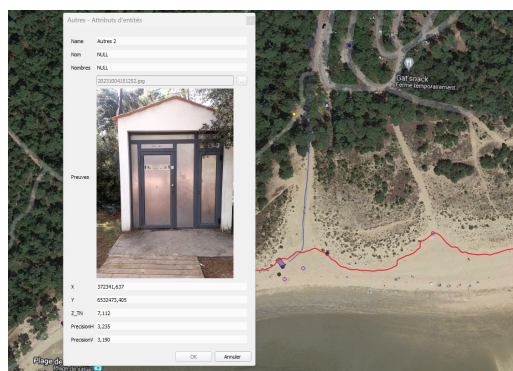 Autres - Attributs d'entités
Name Autres 2
Nom NULL
Nombres NULL
20231004151252.jpg
...
Preuves
X 372341,637
Y 6532473,405
Z_TN 7,112
PrecisionH 3,235
PrecisionV 3,190
OK Annuler
Gat snack
Fermé temporairement
Plage de